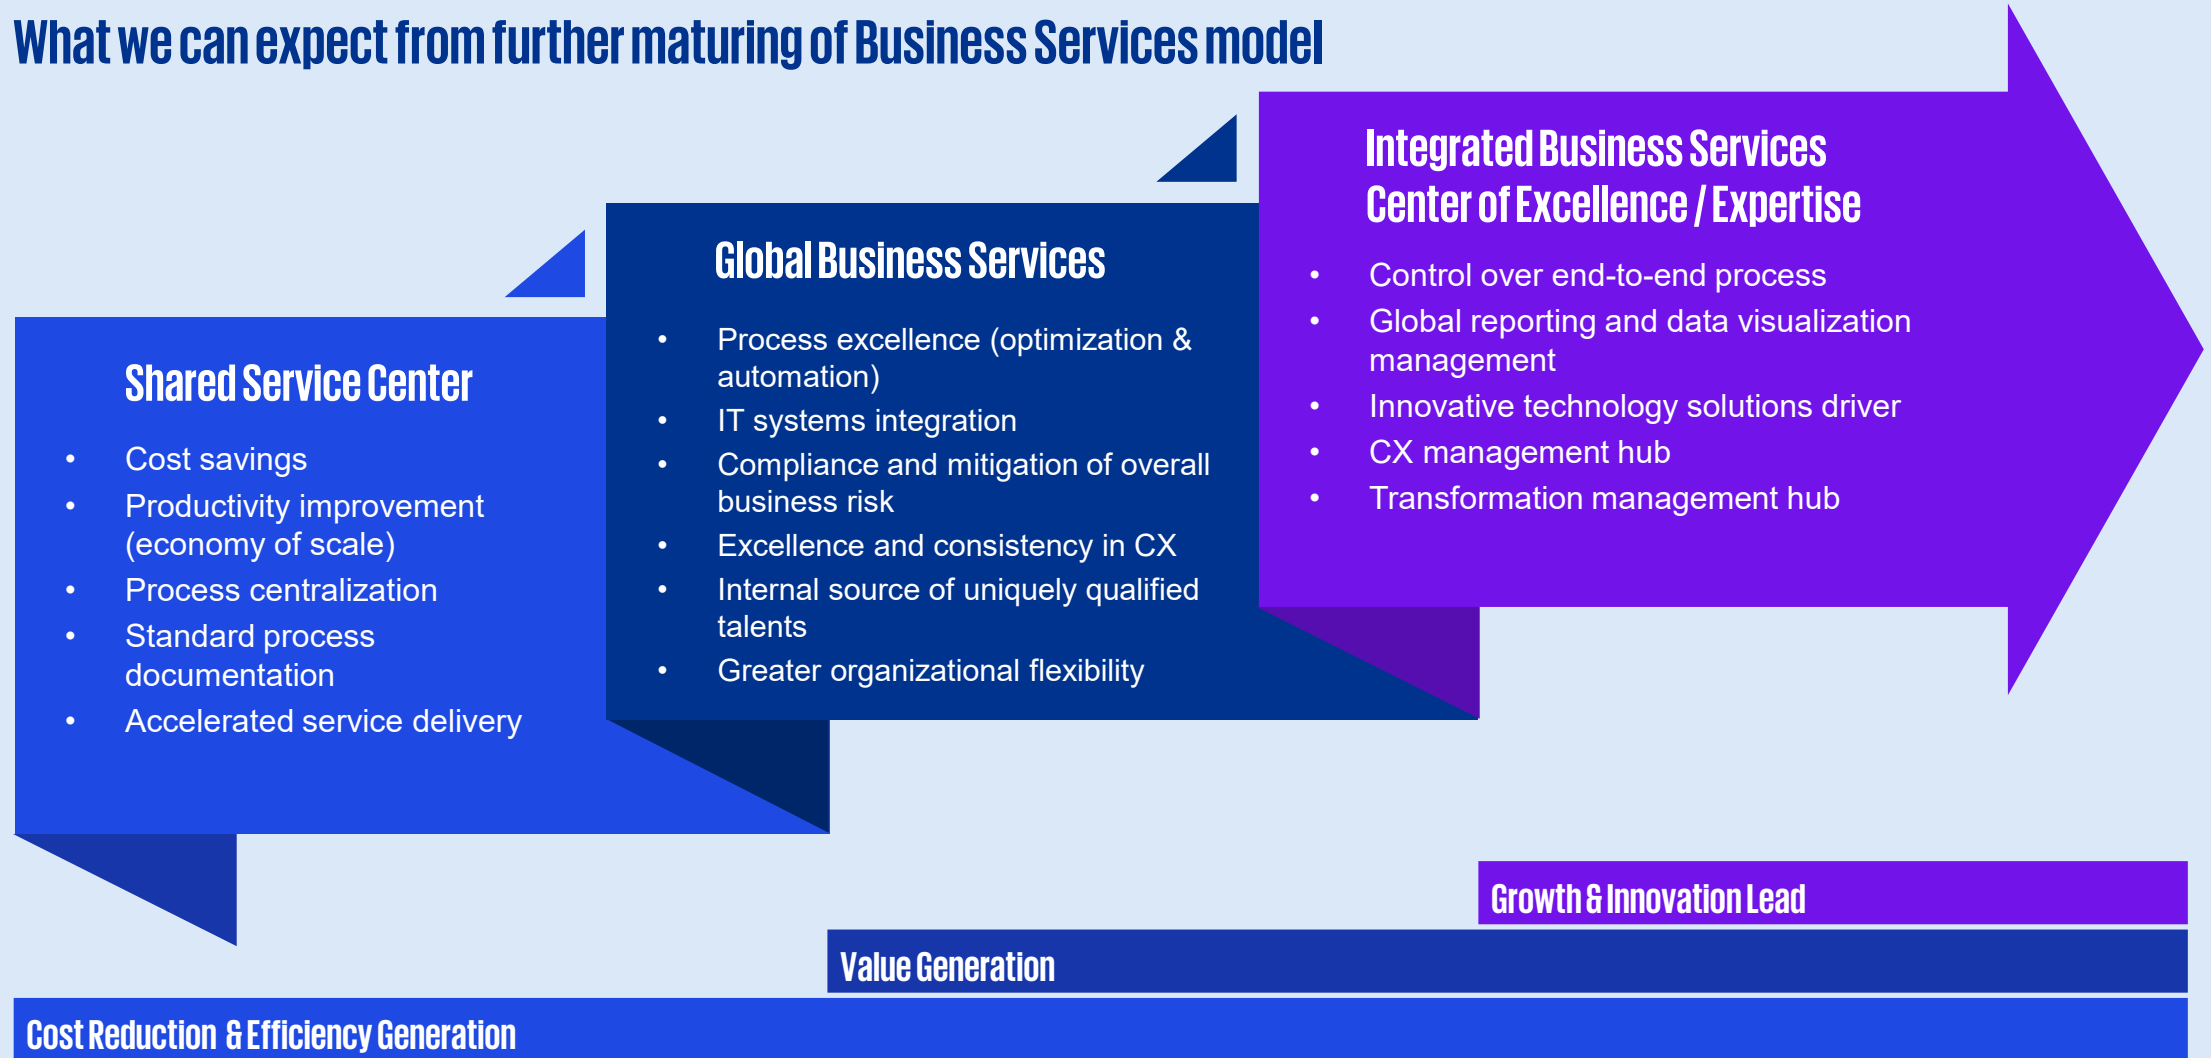 What we can expect from further maturing of Business Services model
Shared Service Center
• Cost savings
• Productivity improvement
(economy of scale)
• Process centralization
• Standard process
documentation
• Accelerated service delivery
Global Business Services
• Process excellence (optimization &
automation)
• IT systems integration
• Compliance and mitigation of overall
business risk
• Excellence and consistency in CX
• Internal source of uniquely qualified
talents
• Greater organizational flexibility
Integrated Business Services
Center of Excellence / Expertise
• Control over end-to-end process
• Global reporting and data visualization
management
• Innovative technology solutions driver
• CX management hub
• Transformation management hub
Growth & Innovation Lead
Value Generation
Cost Reduction & Efficiency Generation